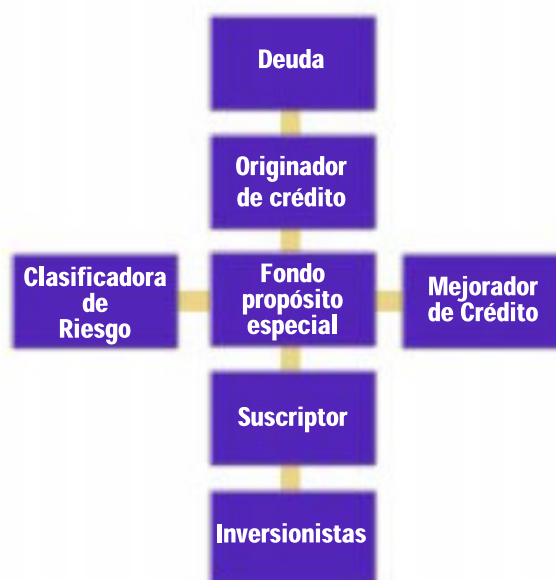 Deuda
Originador
de crédito
Clasificadora
de
Riesgo
Fondo
propósito
especial
Mejorador
de Crédito
Suscriptor
Inversionistas